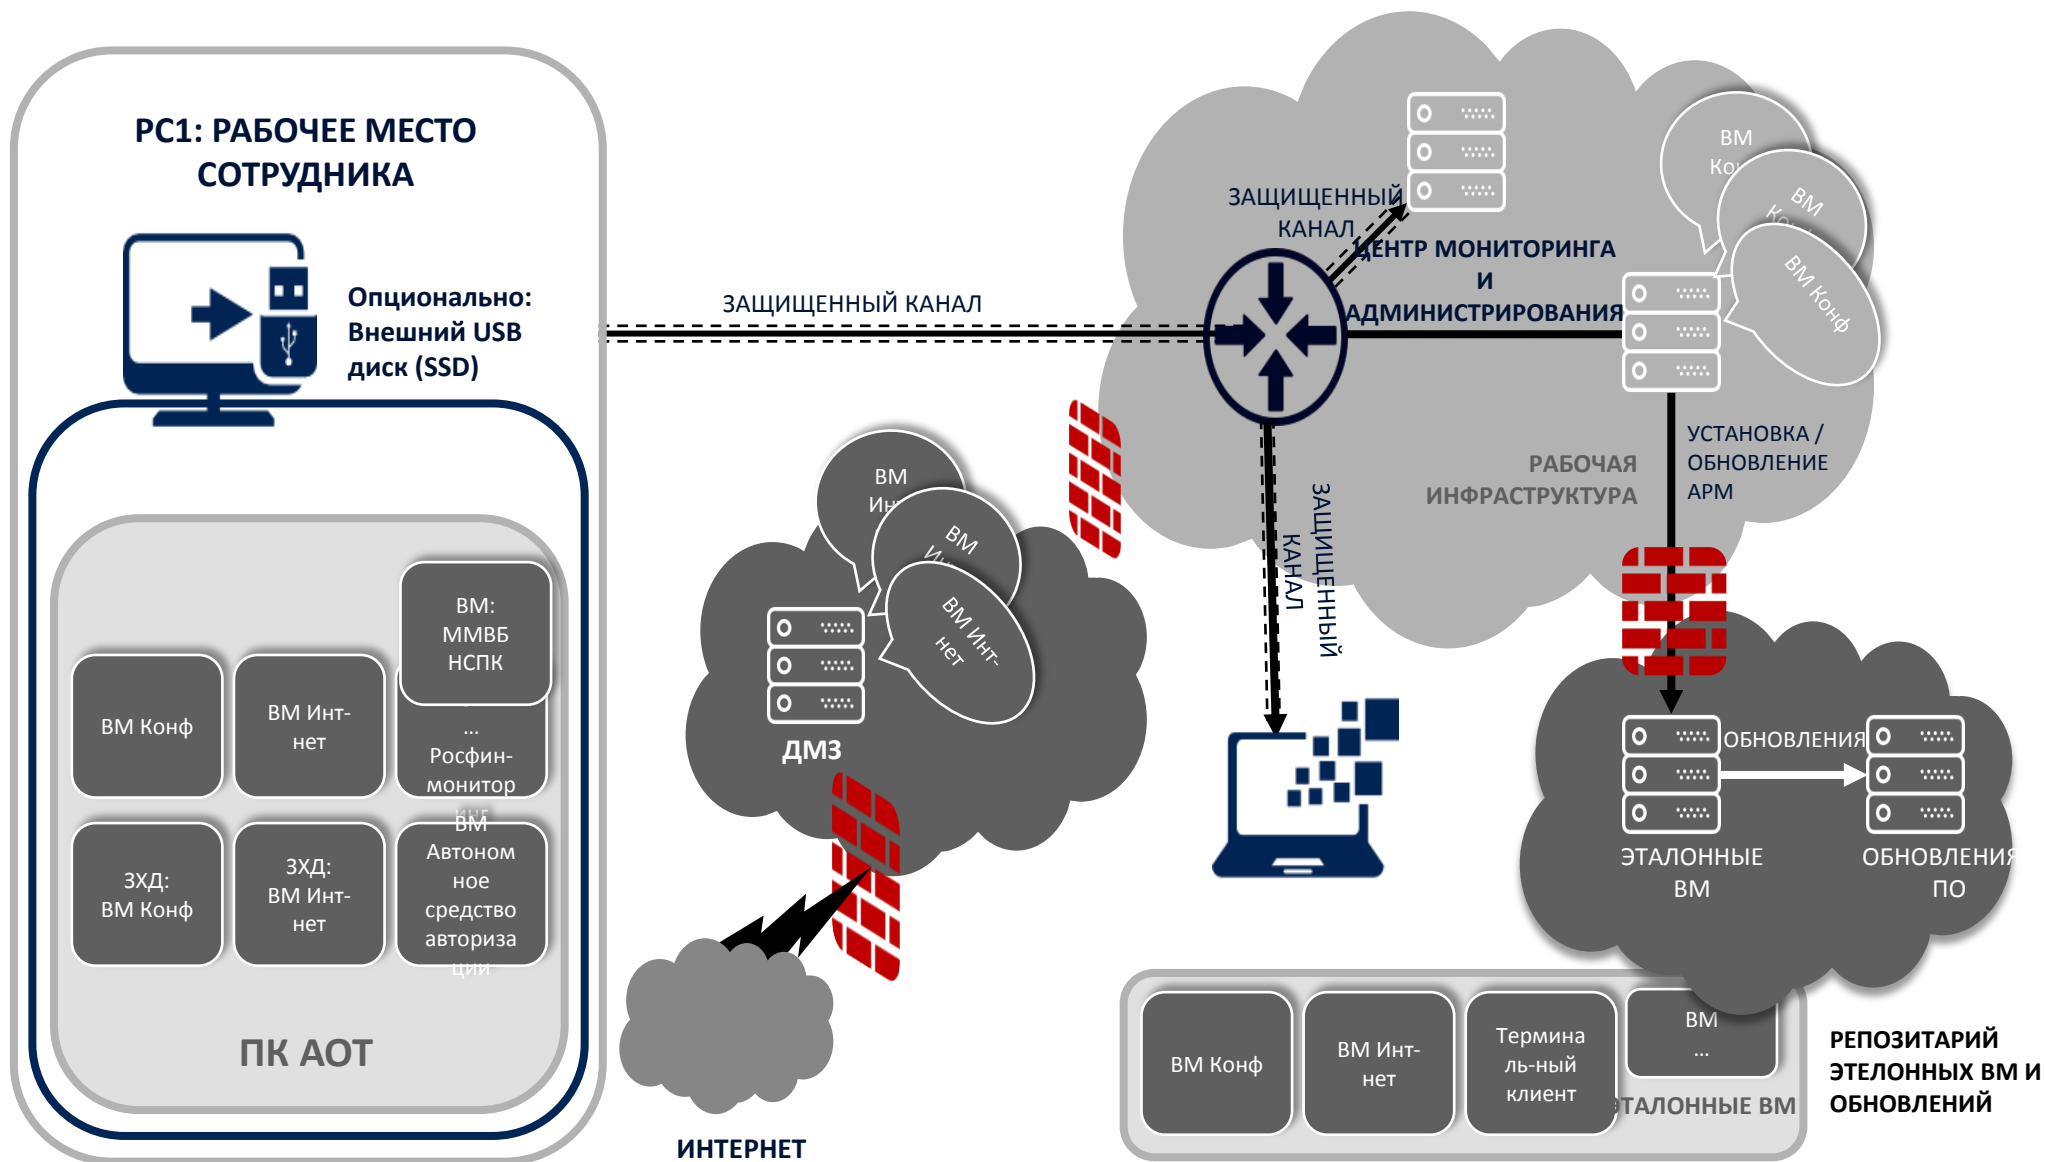 РС1: РАБОЧЕЕ МЕСТО
СОТРУДНИКА
Опционально:
Внешний USB
диск (SSD)
ВМ:
ММВБ
НСПК
ВМ Конф
ВМ Инт-
нет
...
Росфин-
монитор
инг
ЗХД:
ВМ Конф
ЗХД:
ВМ Инт-
нет
ВМ
Автоном
ное
средство
авториза
ции
ПК АОТ
ЗАЩИЩЕННЫЙ КАНАЛ
ВМ
ВМ
ВМ Инт-
нет
ДМЗ
ИНТЕРНЕТ
ЗАЩИЩЕННЫЙ
КАНАЛ
ЦЕНТР МОНИТОРИНГА
И
АДМИНИСТРИРОВАНИЯ
ВМ
ВМ
ВМ Конф
РАБОЧАЯ
ИНФРАСТРУКТУРА
УСТАНОВКА /
ОБНОВЛЕНИЕ
АРМ
ЗАЩИЩЕННЫЙ
КАНАЛ
ОБНОВЛЕНИЯ
ЭТАЛОННЫЕ
ВМ
ОБНОВЛЕНИЯ
ПО
ВМ Конф
ВМ Инт-
нет
Термина
ль-ный
клиент
ВМ
...
ЭТАЛОННЫЕ ВМ
РЕПОЗИТАРИЙ
ЭТЕЛОННЫХ ВМ И
ОБНОВЛЕНИЙ